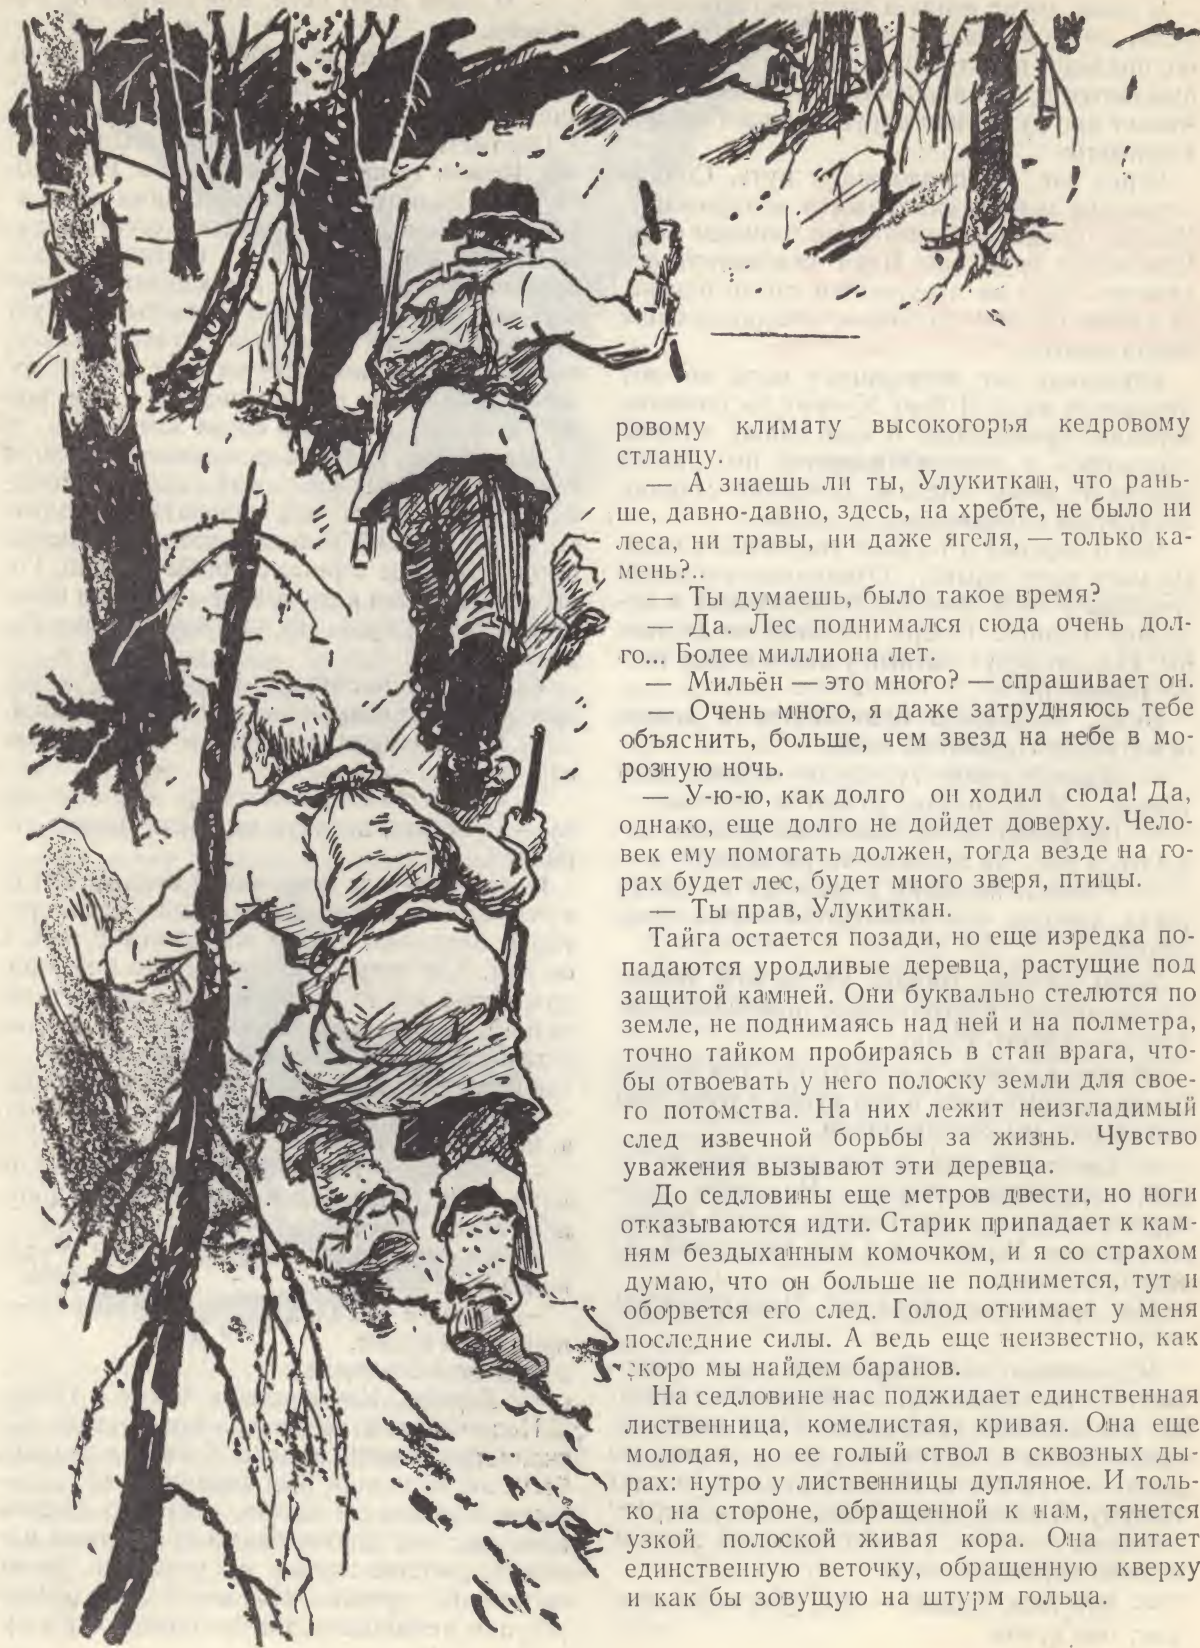 ровому климату высокогорья кедровому
стланцу.
— А знаешь ли ты, Улукиткан, что рань-
ше, давно-давно, здесь, на хребте, не было ни
леса, ни травы, ни даже ягеля, — только ка-
мень?..
— Ты думаешь, было такое время?
— Да. Лес поднимался сюда очень дол-
го... Более миллиона лет.
— Мильён — это много? — спрашивает он.
— Очень много, я даже затрудняюсь тебе
объяснить, больше, чем звезд на небе в мо-
розную ночь.
— У-ю-ю, как долго он ходил сюда! Да,
однако, еще долго не дойдет доверху. Чело-
век ему помогать должен, тогда везде на го-
рах будет лес, будет много зверя, птицы.
— Ты прав, Улукиткан.
Тайга остается позади, но еще изредка по-
падаются уродливые деревца, растущие под
защитой камней. Они буквально стелются по
земле, не поднимаясь над ней и на полметра,
точно тайком пробираясь в стан врага, что-
бы отвоевать у него полоску земли для свое-
го потомства. На них лежит неизгладимый
след извечной борьбы за жизнь. Чувство
уважения вызывают эти деревца.
До седловины еще метров двести, но ноги
отказываются идти. Старик припадает к кам-
ням бездыханным комочком, и я со страхом
думаю, что он больше не поднимется, тут и
оборвется его след. Голод отнимает у меня
последние силы. А ведь еще неизвестно, как
скоро мы найдем баранов.
На седловине нас поджидает единственная
лиственница, комелистая, кривая. Она еще
молодая, но ее голый ствол в сквозных ды-
рах: нутро у лиственницы дупляное. И толь-
ко на стороне, обращенной к нам, тянется
узкой полоской живая кора. Она питает
единственную веточку, обращенную кверху
и как бы зовущую на штурм гольца.